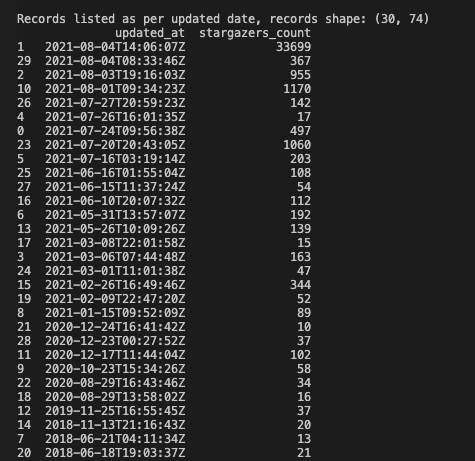 Records listed as per updated date, records shape: (30, 74)
updated_at stargazers_count
1 2021-08-04T14:06:07Z 33699
29 2021-08-04T08:33:46Z 367
2 2021-08-03T19:16:03Z 955
10 2021-08-01T09:34:23Z 1170
26 2021-07-27T20:59:23Z 142
4 2021-07-26T16:01:35Z 17
0 2021-07-24T09:56:38Z 497
23 2021-07-20T20:43:05Z 1060
5 2021-07-16T03:19:14Z 203
25 2021-06-16T01:55:04Z 108
27 2021-06-15T11:37:24Z 54
16 2021-06-10T20:07:32Z 112
6 2021-05-31T13:57:07Z 192
13 2021-05-26T10:09:26Z 139
17 2021-03-08T22:01:58Z 15
3 2021-03-06T07:44:48Z 163
24 2021-03-01T11:01:38Z 47
15 2021-02-26T16:49:46Z 344
19 2021-02-09T22:47:20Z 52
8 2021-01-15T09:52:09Z 89
21 2020-12-24T16:41:42Z 10
28 2020-12-23T00:27:52Z 37
11 2020-12-17T11:44:04Z 102
9 2020-10-23T15:34:26Z 58
22 2020-08-29T16:43:46Z 34
18 2020-08-29T13:58:02Z 16
12 2019-11-25T16:55:45Z 37
14 2018-11-13T21:16:43Z 20
7 2018-06-21T04:11:34Z 13
20 2018-06-18T19:03:37Z 21